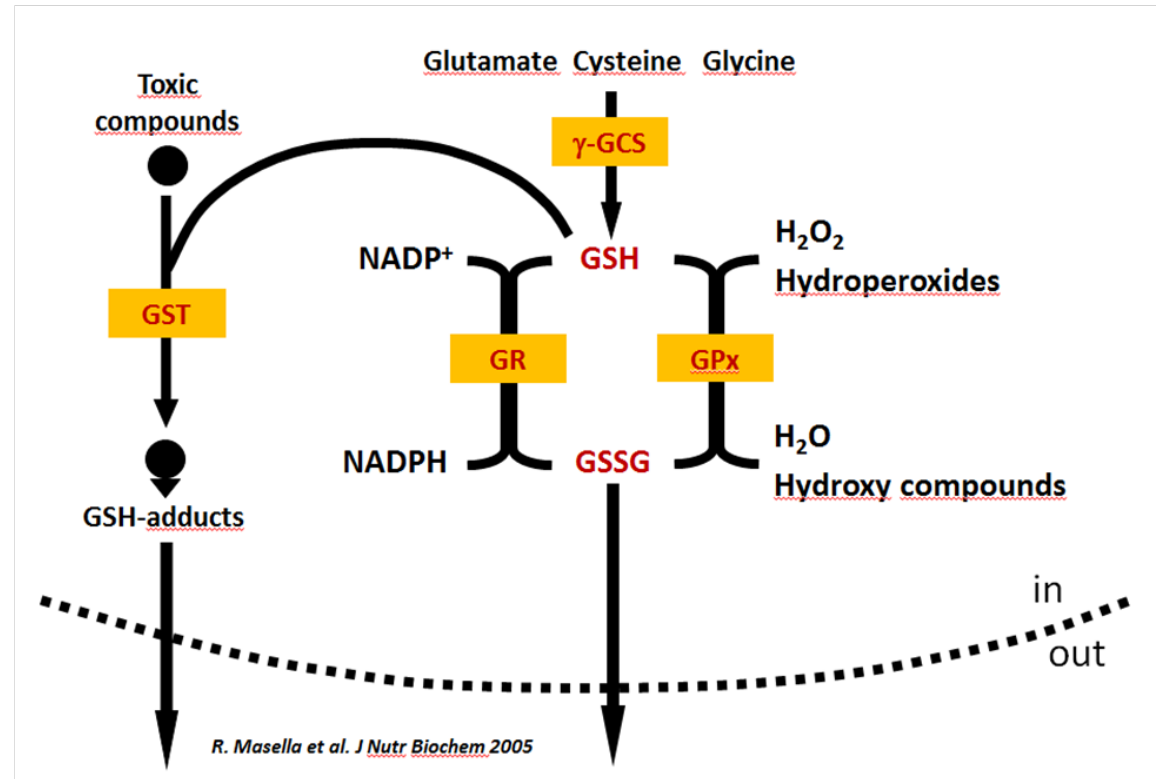 Glutamate Cysteine Glycine
Toxic
compounds
γ-GCS
NADP⁺
GSH
H₂O₂
Hydroperoxides
GST
GR
GPx
NADPH
GSSG
H₂O
Hydroxy compounds
GSH-adducts
in
out
R. Masella et al. J Nutr Biochem 2005